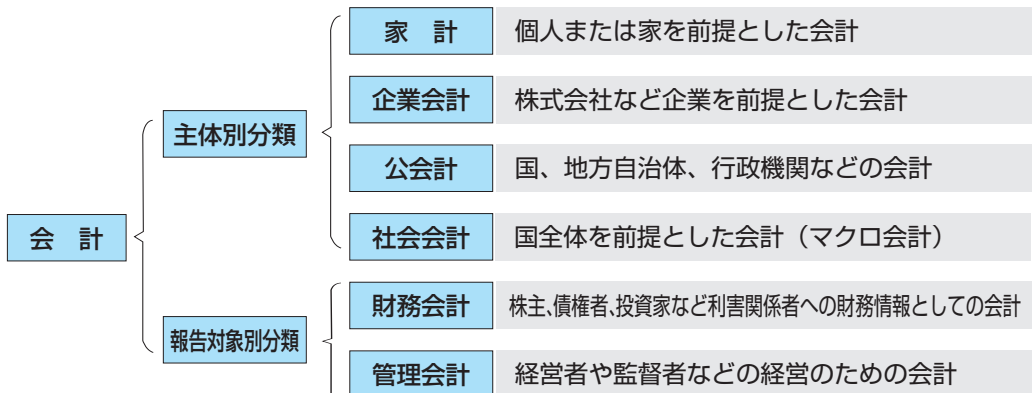 家　計　個人または家を前提とした会計
企業会計　株式会社など企業を前提とした会計
主体別分類
公会計　国、地方自治体、行政機関などの会計
会　計
社会会計　国全体を前提とした会計（マクロ会計）
財務会計　株主、債権者、投資家など利害関係者への財務情報としての会計
報告対象別分類
管理会計　経営者や監督者などの経営のための会計